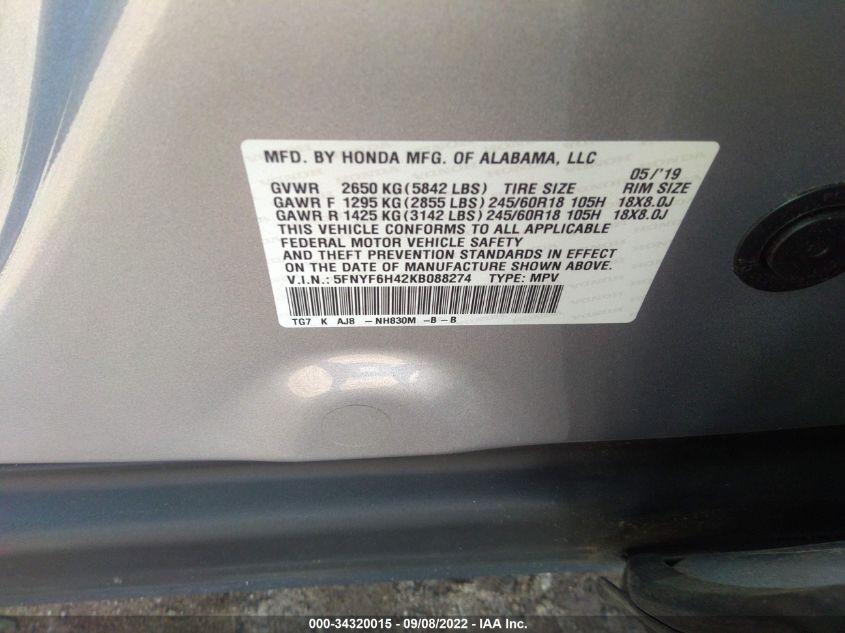 MFD. BY HONDA MFG. OF ALABAMA, LLC
05/'19
GVWR 2650 KG(5842 LBS) TIRE SIZE RIM SIZE
GAWR F 1295 KG(2855 LBS)245/60R18 105H 18X8.0J
GAWR R 1425 KG(3142 LBS)245/60R18 105H 18X8.0J
THIS VEHICLE CONFORMS TO ALL APPLICABLE
FEDERAL MOTOR VEHICLE SAFETY
AND THEFT PREVENTION STANDARDS IN EFFECT
ON THE DATE OF MANUFACTURE SHOWN ABOVE.
V.I.N.: 5FNYF6H42KB088274 TYPE: MPV
TG7 K AJ8 -NH830M -B-B
000-34320015 - 09/08/2022 - IAA Inc.